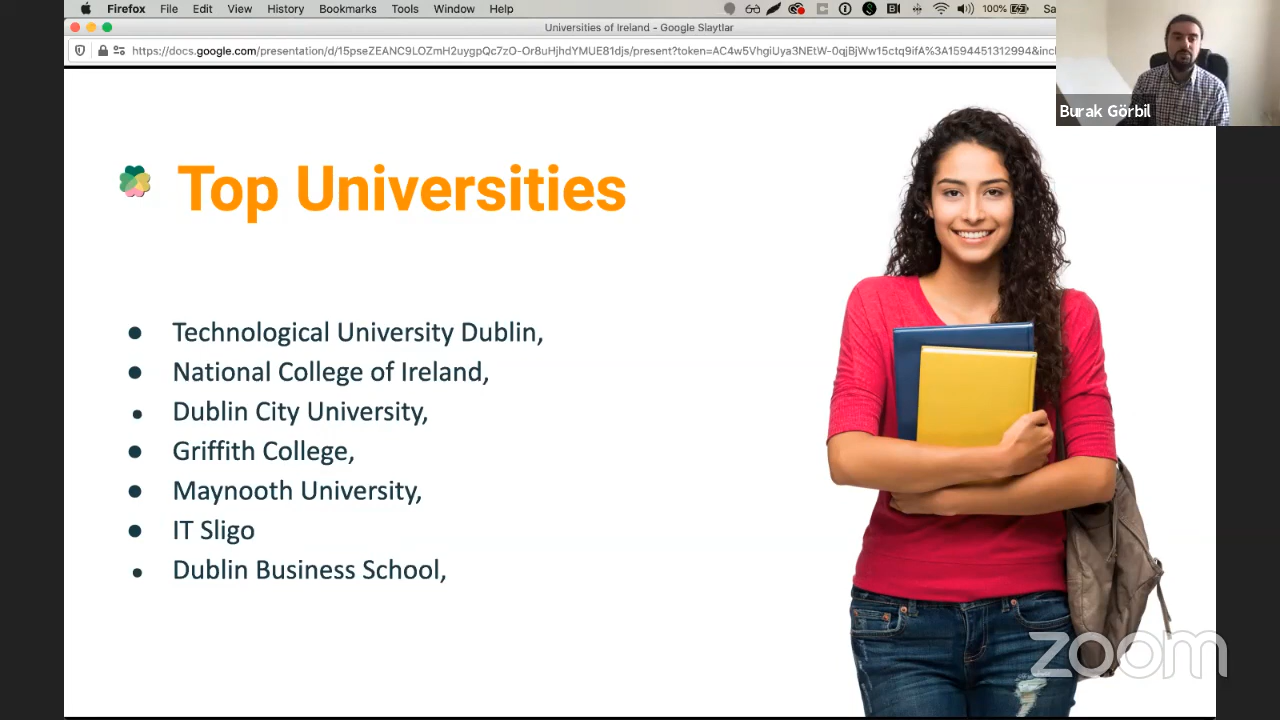 Firefox File Edit View History Bookmarks Tools Window Help 100% Sa
Universities of Ireland - Google Slaytlar
https://docs.google.com/presentation/d/15pseZEANC9LOZmH2uygpQc7zO-Or8uHjhdYMUE81djs/present?token=AC4w5VhgiUya3NEtW-0qjBjWw15ctq9ifA%3A1594451312994&incl
Burak Görbil
Top Universities
● Technological University Dublin,
● National College of Ireland,
● Dublin City University,
● Griffith College,
● Maynooth University,
● IT Sligo
● Dublin Business School,
zoom